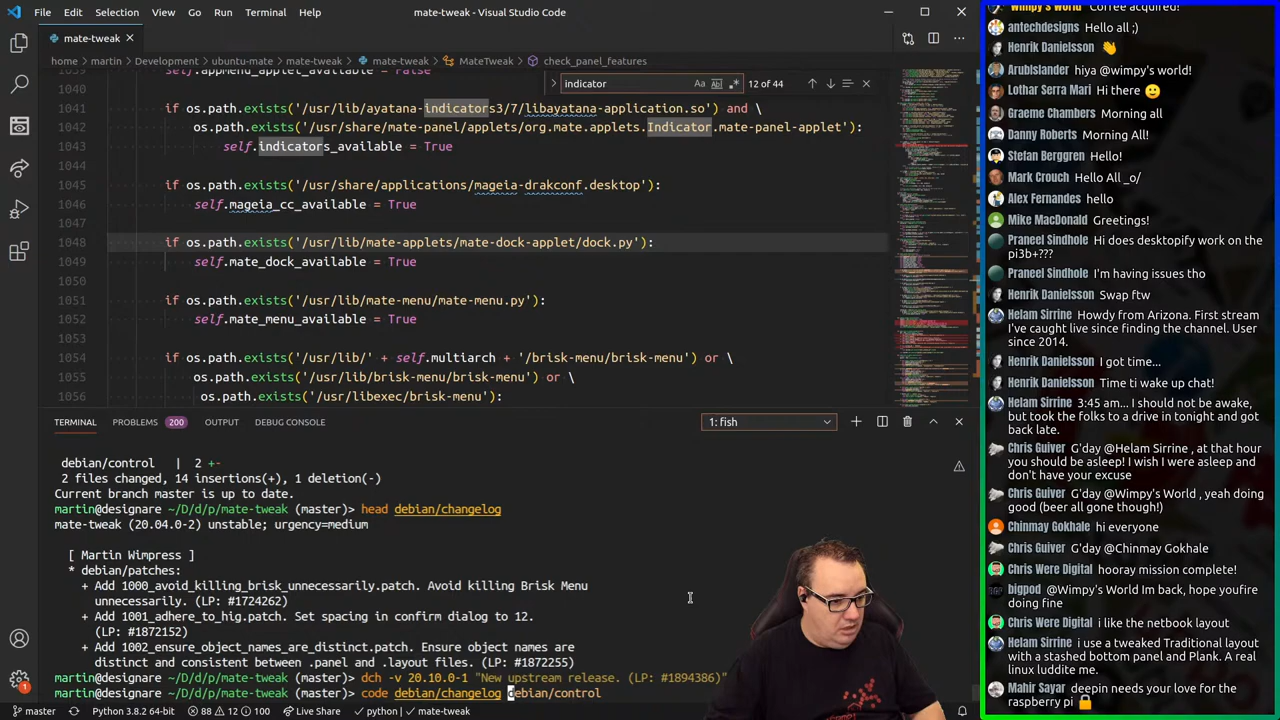 File Edit Selection View Go Run Terminal Help
mate-tweak - Visual Studio Code
mate-tweak
home > martin > Development > ubuntu-mate > mate-tweak > mate-tweak > MateTweak > check_panel_features
indicator
Aa
12 of 44
1039 self.appmenu_applet_available = False
1040
1041 if os.path.exists('/usr/lib/ayatana-indicators3/7/libayatana-application.so') and \
1042 os.path.exists('/usr/share/mate-panel/applets/org.mate.applets.Indicator.mate-panel-applet'):
1043 self.indicators_available = True
1045 if os.path.exists('/usr/share/applications/mageia-drakconf.desktop'):
1046 self.mageia_cc_available = True
1048 if os.path.exists('/usr/lib/mate-applets/mate-dock-applet/dock.py'):
1049 self.mate_dock_available = True
1051 if os.path.exists('/usr/lib/mate-menu/mate-menu.py'):
1052 self.mate_menu_available = True
1053 if os.path.exists('/usr/lib/' + self.multiarch + '/brisk-menu/brisk-menu') or \
1055 os.path.exists('/usr/lib/brisk-menu/brisk-menu') or \
1056 os.path.exists('/usr/libexec/brisk-menu'):
TERMINAL PROBLEMS 200 OUTPUT DEBUG CONSOLE
1: fish
debian/control | 2 +-
2 files changed, 14 insertions(+), 1 deletion(-)
Current branch master is up to date.
martin@designare ~/D/d/p/mate-tweak (master)> head debian/changelog
mate-tweak (20.04.0-2) unstable; urgency=medium
[ Martin Wimpress ]
* debian/patches:
+ Add 1000_avoid_killing_brisk_unnecessarily.patch. Avoid killing Brisk Menu
unnecessarily. (LP: #1724262)
+ Add 1001_adhere_to_hig.patch. Set spacing in confirm dialog to 12.
(LP: #1872152)
+ Add 1002_ensure_object_names_are_distinct.patch. Ensure object names are
distinct and consistent between .panel and .layout files. (LP: #1872255)
martin@designare ~/D/d/p/mate-tweak (master)> dch -v 20.10.0-1 "New upstream release. (LP: #1894386)"
martin@designare ~/D/d/p/mate-tweak (master)> code debian/changelog debian/control
1
master Python 3.8.2 64-bit 88 12 100 python | mate-tweak
Wimpy's World Coffee acquired!
antechdesigns Hello all ;)
Henrik Danielsson 👋
ArubIslander hiya @wimpy's world!
Lothar Serra Mari Hi there 🙂
Graeme Chambers Morning all
Danny Roberts Morning All!
Stefan Berggren Hello!
Mark Crouch Hello All _o/
Alex Fernandes hello
Mike MacDonald Greetings!
Praneel Sindhole Hi does desktopify work on the
pi3b+???
Praneel Sindhole I'm having issues tho
Henrik Danielsson Swap ftw
Helam Sirrine Howdy from Arizona. First stream
I've caught live since finding the channel. User
since 2014.
Henrik Danielsson I got time...
Henrik Danielsson Time ti wake up chat!
Helam Sirrine 3:45 am... I should not be awake,
but took the folks to a drive in tonight and got
back late.
Chris Guiver G'day @Helam Sirrine , at that hour
you should be asleep! I wish I were asleep and
don't have your excuse
Chris Guiver G'day @Wimpy's World , yeah doing
good (beer all gone though!)
Chinmay Gokhale hi everyone
Chris Guiver G'day @Chinmay Gokhale
Chris Were Digital hooray mission complete!
bigpod @Wimpy's World Im back, hope youfire
doing fine
Chris Were Digital i like the netbook layout
Helam Sirrine i use a tweaked Traditional layout
with a stashed bottom panel and Plank. A real
linux luddite me.
Mahir Sayar deepin needs your love for the
raspberry pi 🔒